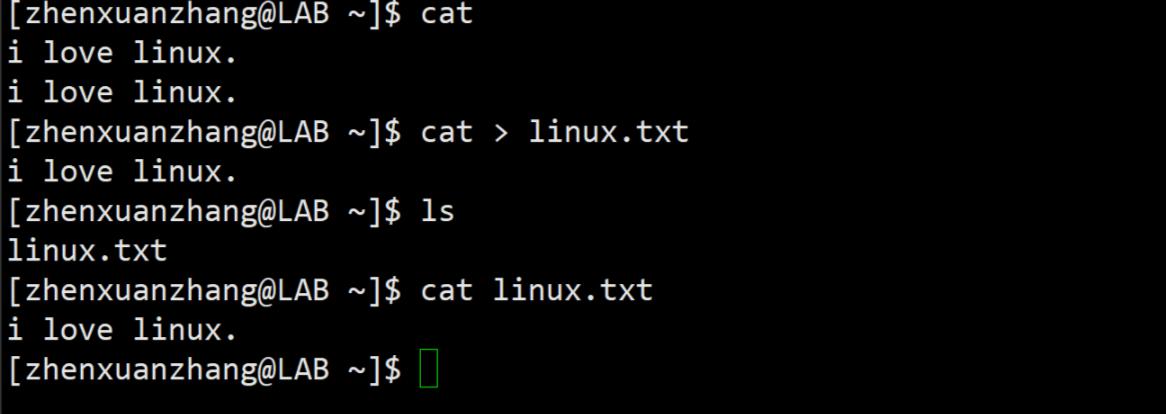 [zhenxuanzhang@LAB ~]$ cat
i love linux.
i love linux.
[zhenxuanzhang@LAB ~]$ cat > linux.txt
i love linux.
[zhenxuanzhang@LAB ~]$ ls
linux.txt
[zhenxuanzhang@LAB ~]$ cat linux.txt
i love linux.
[zhenxuanzhang@LAB ~]$